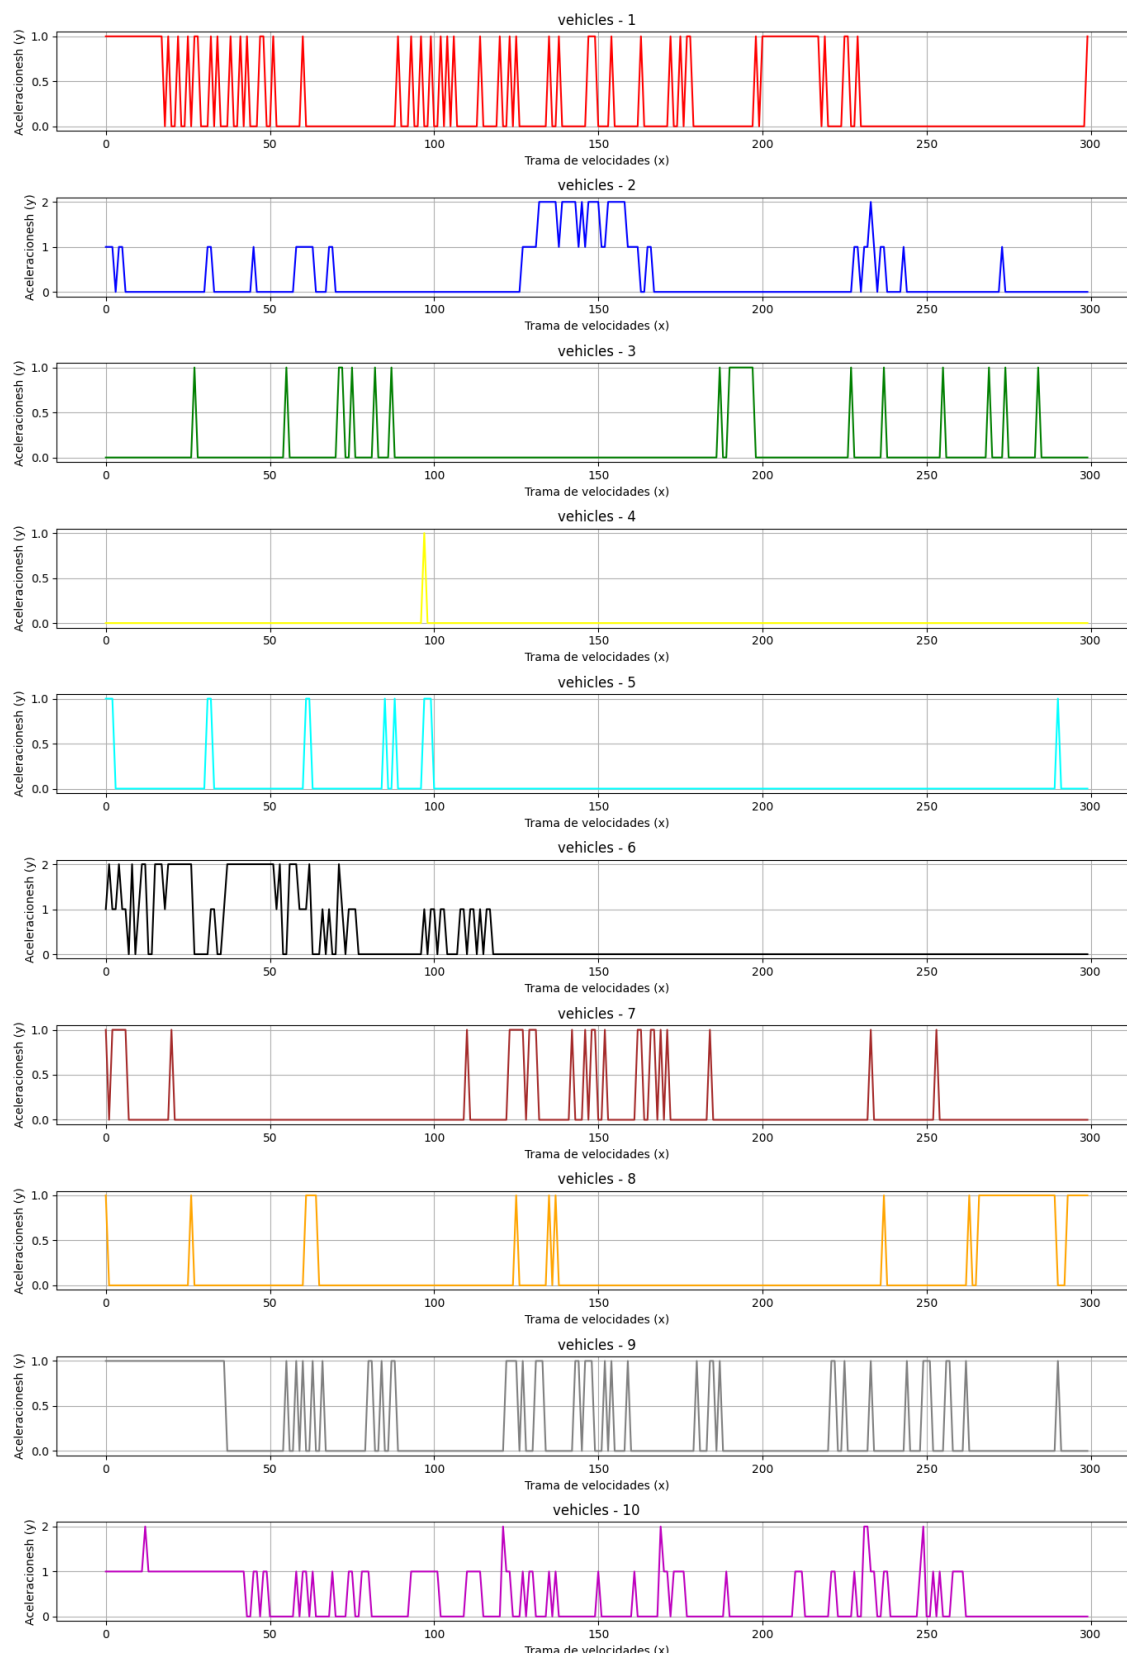 vehicles - 1
Aceleracionesh (y)
1.0
0.5
0.0
0 50 100 150 200 250 300
Trama de velocidades (x)
vehicles - 2
Aceleracionesh (y)
2
1
0
0 50 100 150 200 250 300
Trama de velocidades (x)
vehicles - 3
Aceleracionesh (y)
1.0
0.5
0.0
0 50 100 150 200 250 300
Trama de velocidades (x)
vehicles - 4
Aceleracionesh (y)
1.0
0.5
0.0
0 50 100 150 200 250 300
Trama de velocidades (x)
vehicles - 5
Aceleracionesh (y)
1.0
0.5
0.0
0 50 100 150 200 250 300
Trama de velocidades (x)
vehicles - 6
Aceleracionesh (y)
2
1
0
0 50 100 150 200 250 300
Trama de velocidades (x)
vehicles - 7
Aceleracionesh (y)
1.0
0.5
0.0
0 50 100 150 200 250 300
Trama de velocidades (x)
vehicles - 8
Aceleracionesh (y)
1.0
0.5
0.0
0 50 100 150 200 250 300
Trama de velocidades (x)
vehicles - 9
Aceleracionesh (y)
1.0
0.5
0.0
0 50 100 150 200 250 300
Trama de velocidades (x)
vehicles - 10
Aceleracionesh (y)
2
1
0
0 50 100 150 200 250 300
Trama de velocidades (x)